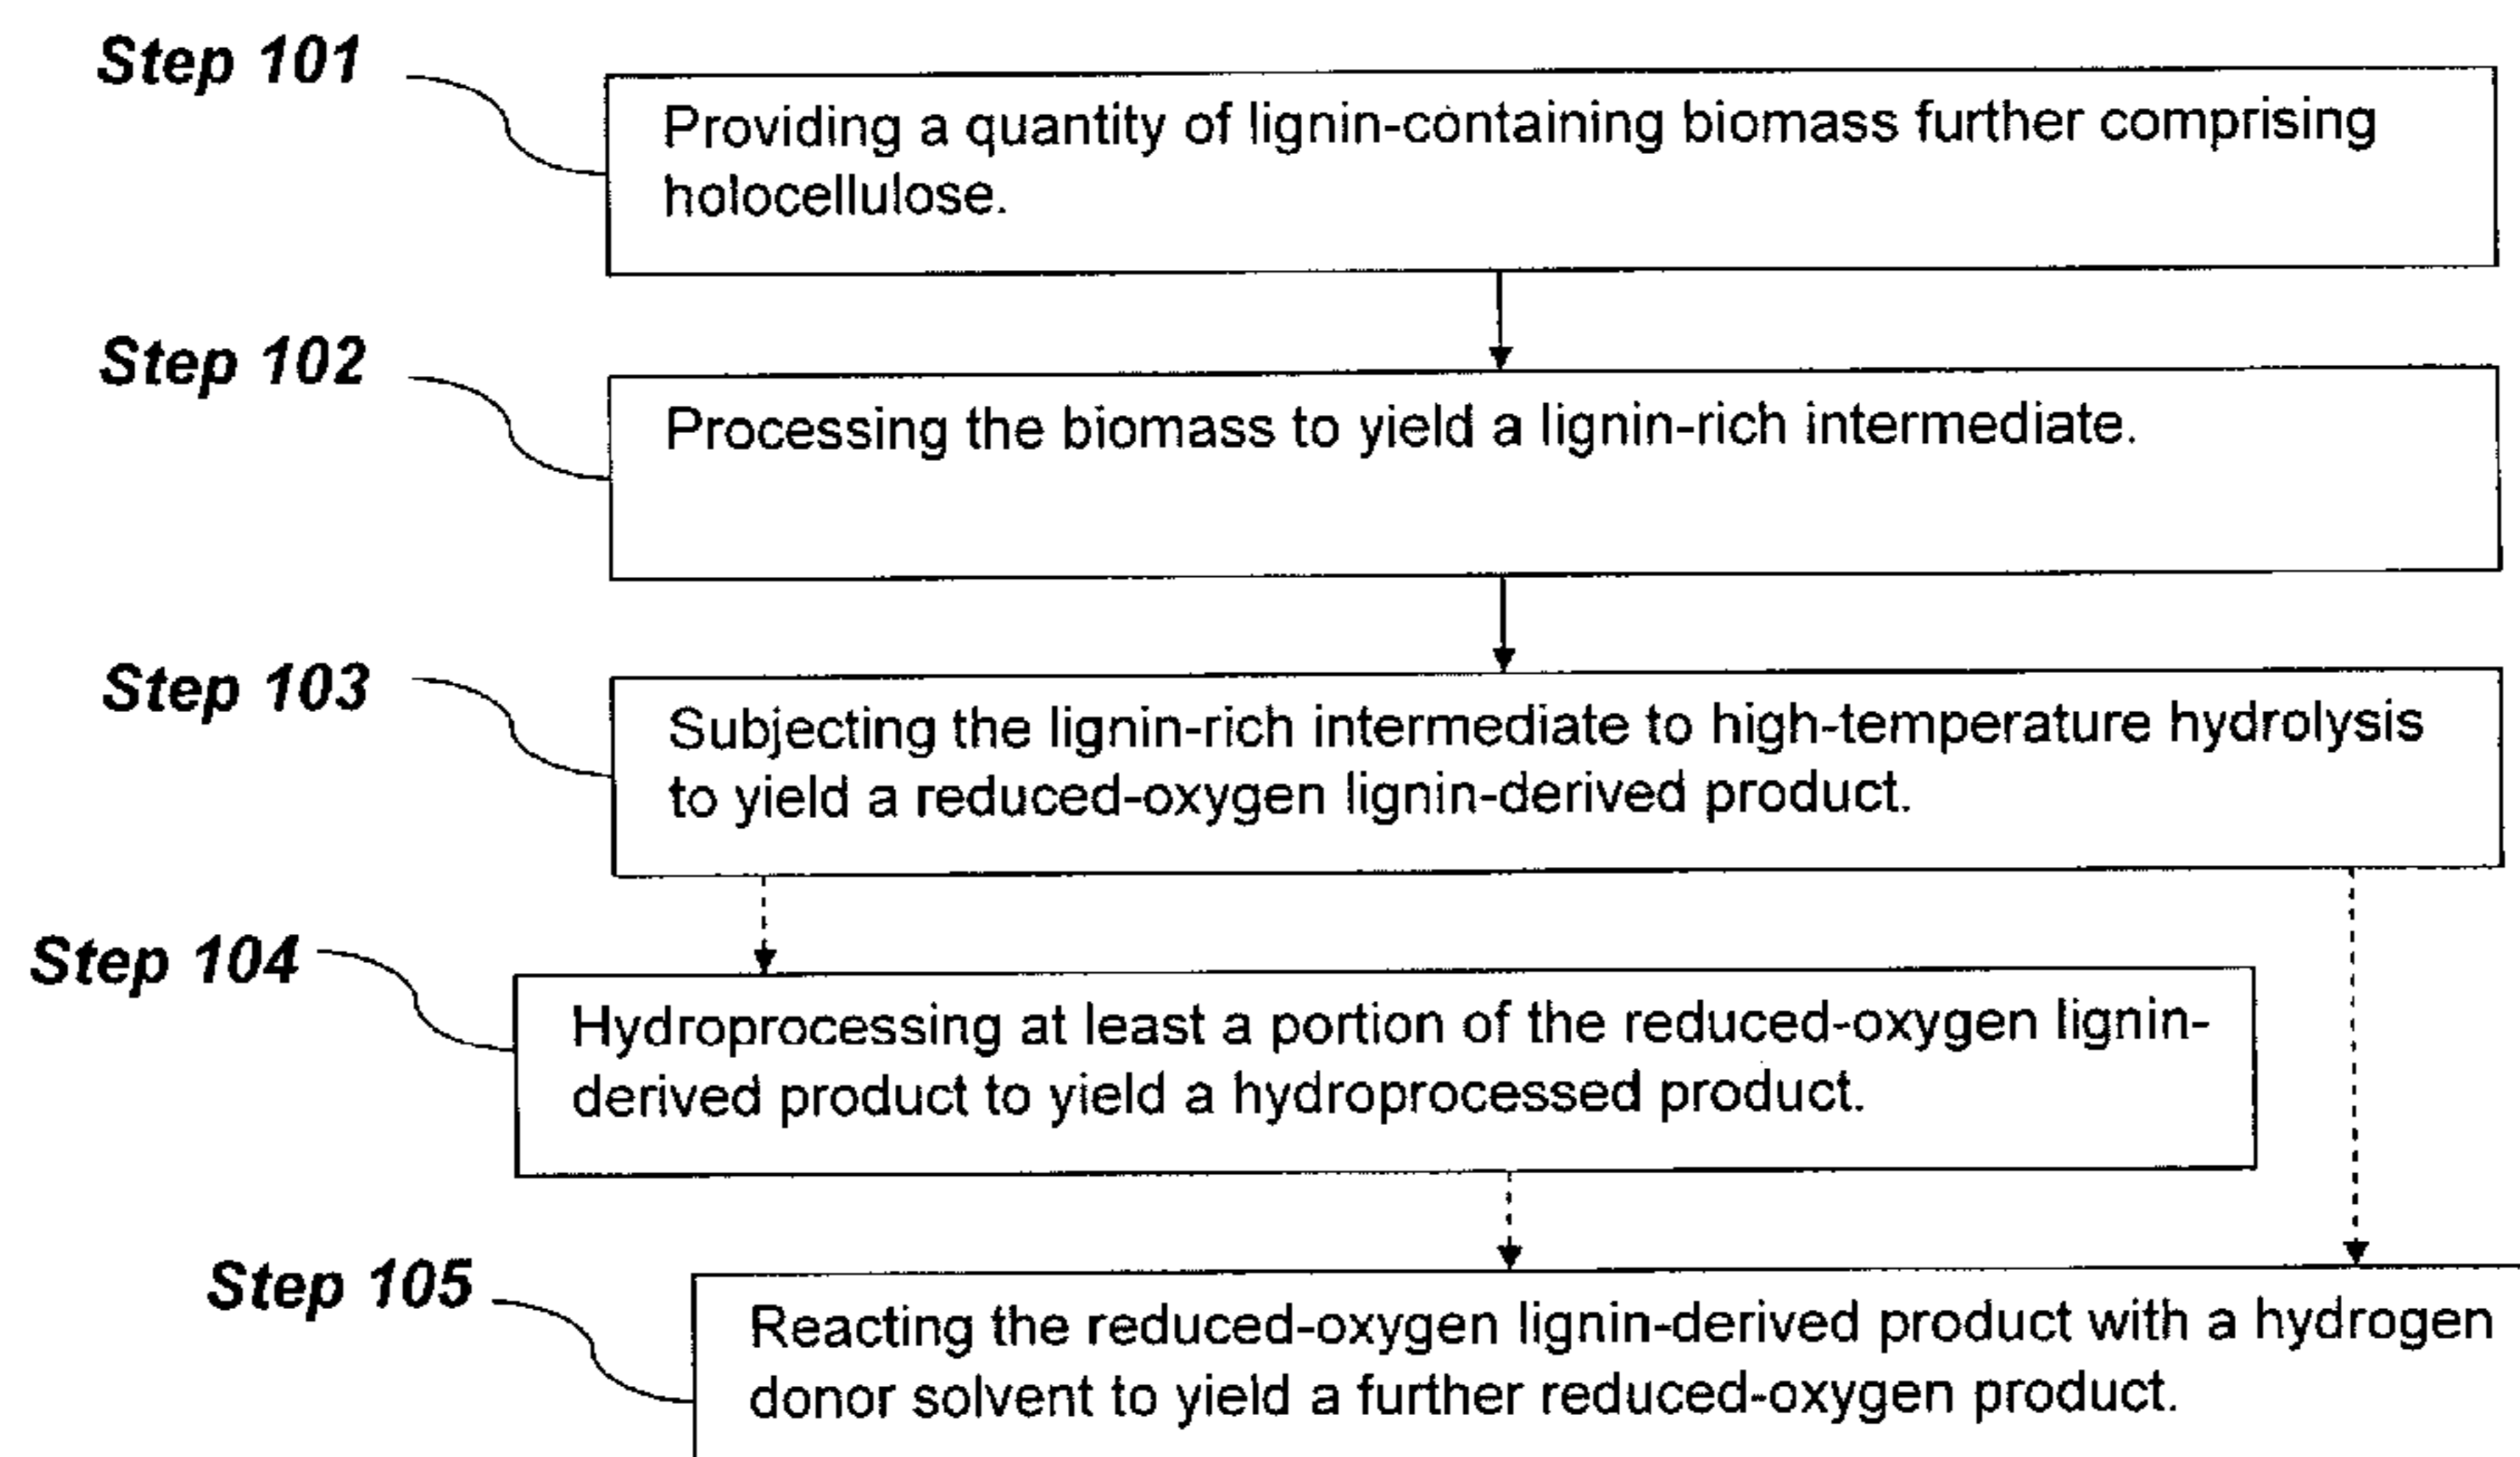 Step 101
Providing a quantity of lignin-containing biomass further comprising
holocellulose.
Step 102
Processing the biomass to yield a lignin-rich intermediate.
Step 103
Subjecting the lignin-rich intermediate to high-temperature hydrolysis
to yield a reduced-oxygen lignin-derived product.
Step 104
Hydroprocessing at least a portion of the reduced-oxygen lignin-
derived product to yield a hydroprocessed product.
Step 105
Reacting the reduced-oxygen lignin-derived product with a hydrogen
donor solvent to yield a further reduced-oxygen product.